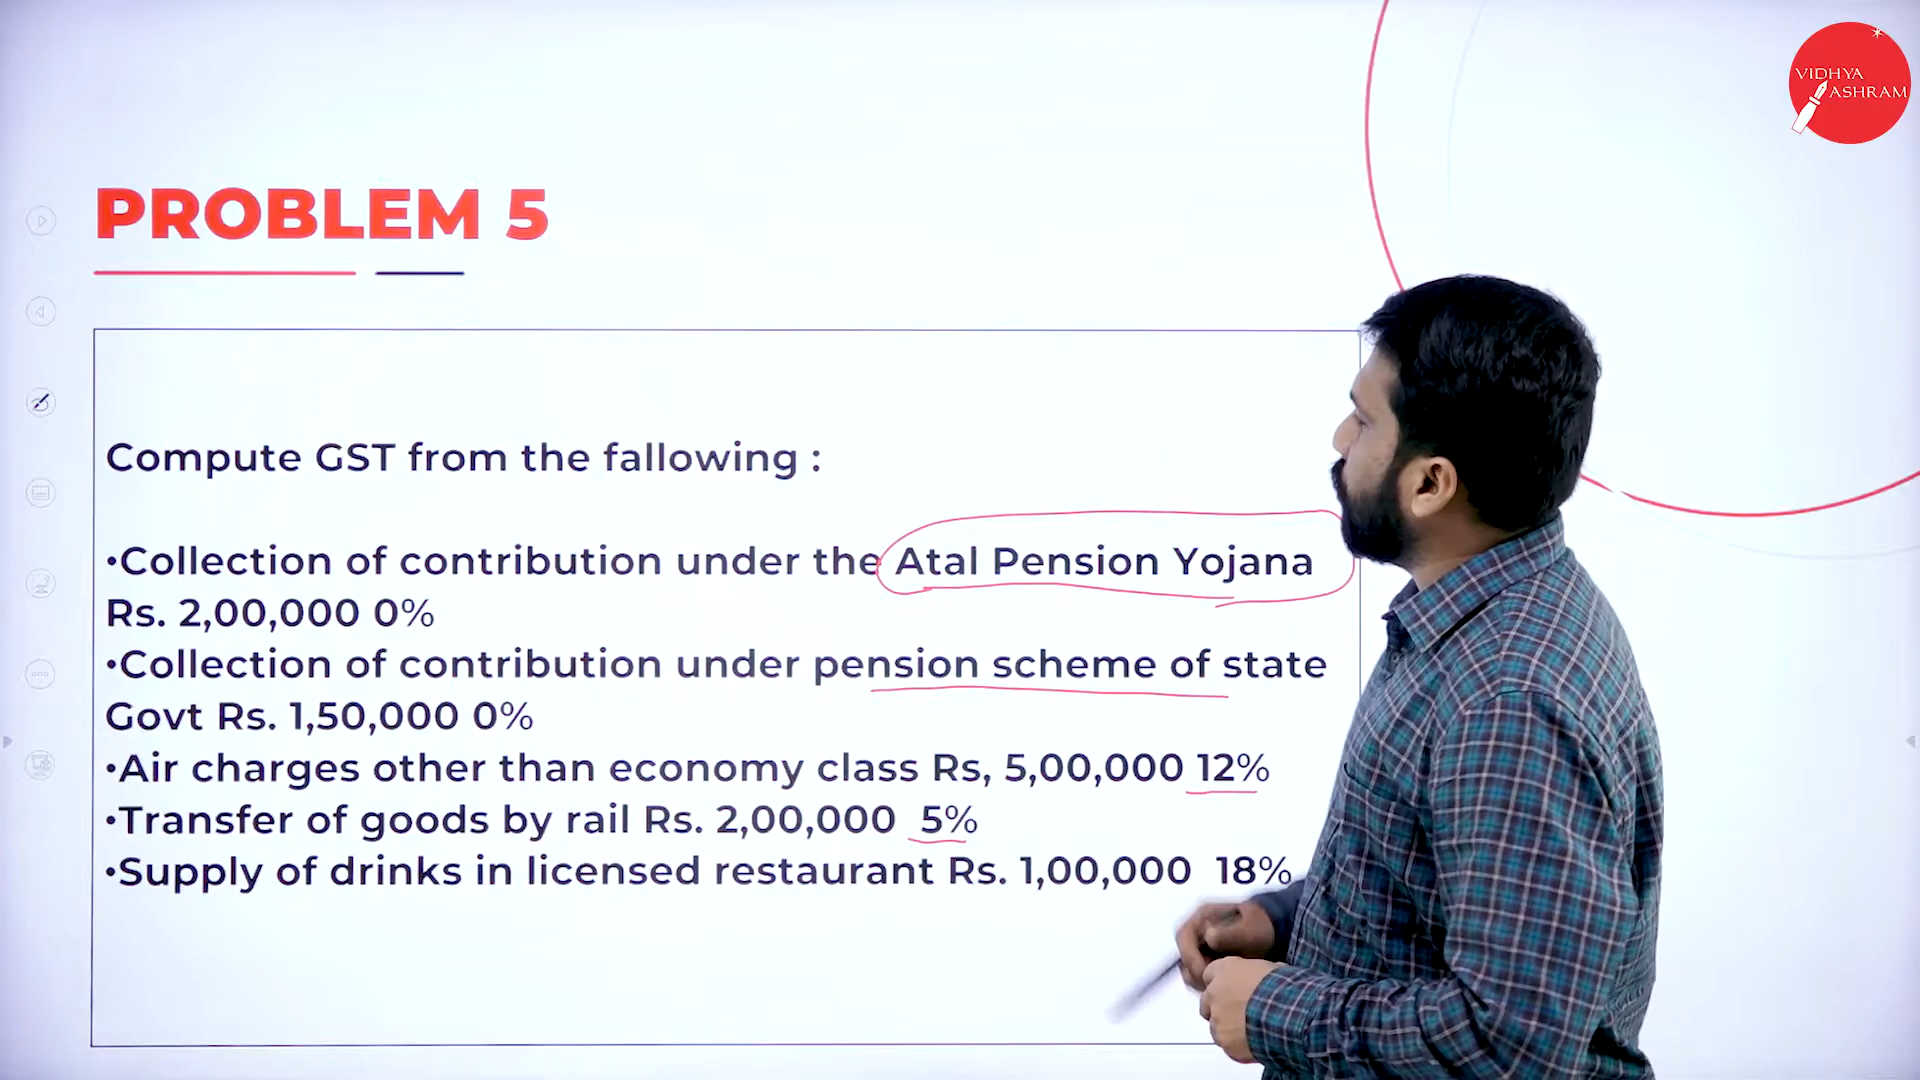 VIDHYA
ASHRAM
PROBLEM 5
Compute GST from the fallowing :
•Collection of contribution under the Atal Pension Yojana
Rs. 2,00,000 0%
•Collection of contribution under pension scheme of state
Govt Rs. 1,50,000 0%
•Air charges other than economy class Rs, 5,00,000 12%
•Transfer of goods by rail Rs. 2,00,000 5%
•Supply of drinks in licensed restaurant Rs. 1,00,000 18%